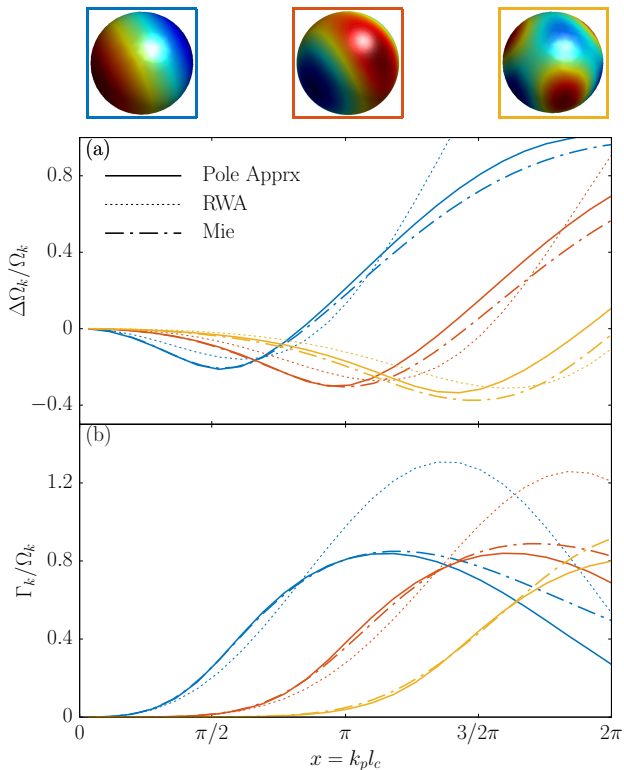 (a)
Pole Apprx
RWA
Mie
0.8
0.4
0
−0.4
ΔΩ_k/Ω_k
(b)
1.2
0.8
0.4
0
Γ_k/Ω_k
0 π/2 π 3/2π 2π
x = k_p l_c